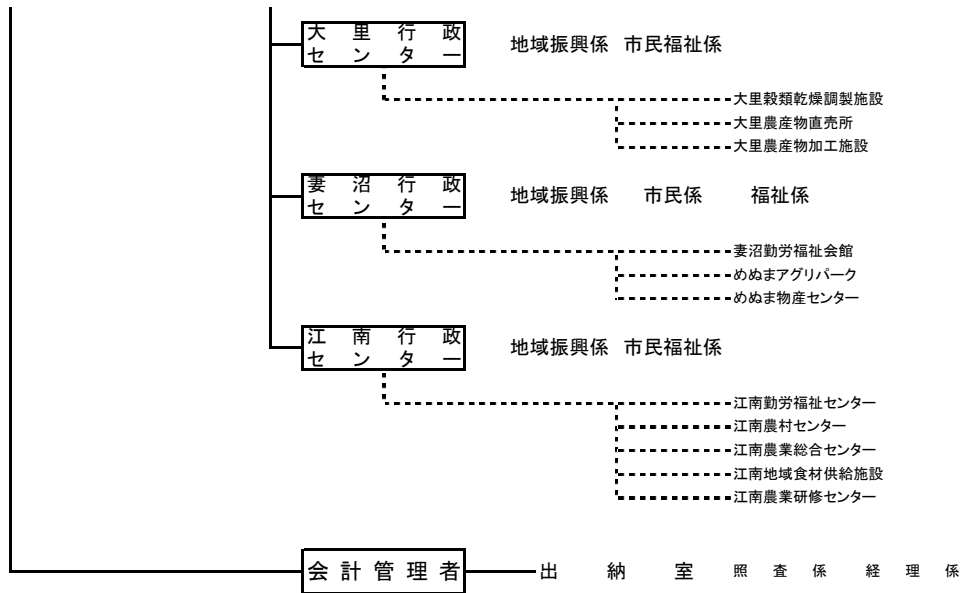 大里行政
センター
地域振興係 市民福祉係
大里穀類乾燥調製施設
大里農産物直売所
大里農産物加工施設
妻沼行政
センター
地域振興係 市民係 福祉係
妻沼勤労福祉会館
めぬまアグリパーク
めぬま物産センター
江南行政
センター
地域振興係 市民福祉係
江南勤労福祉センター
江南農村センター
江南農業総合センター
江南地域食材供給施設
江南農業研修センター
会計管理者 出納室 照査係 経理係